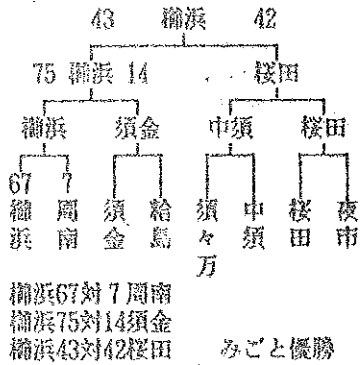 43 櫛浜 42
75 櫛浜 14 桜田
櫛浜 須金 中須 桜田
67 7
櫛浜 周南 須金 粭島 須々万 中須 桜田 夜市
櫛浜67対7周南
櫛浜75対14須金
櫛浜43対42桜田 みごと優勝